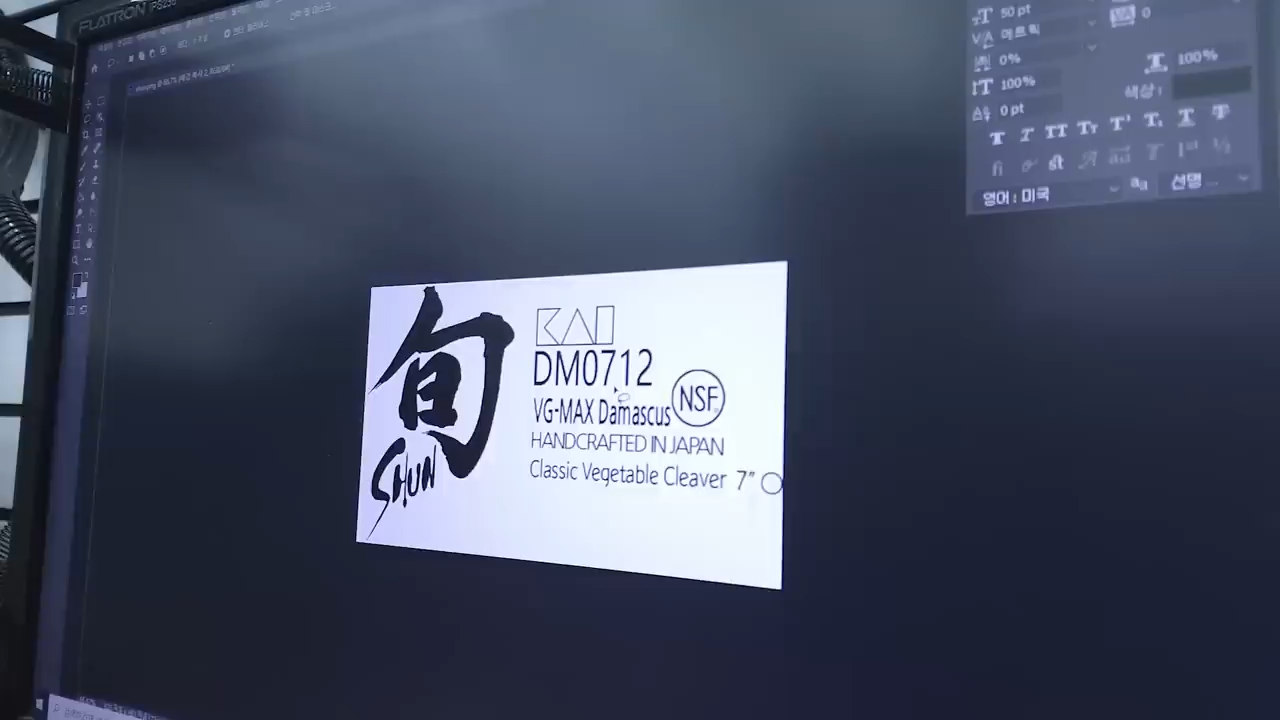 FLATRON
50 pt
0
메트릭
0%
100%
100%
색상 :
0 pt
영어 : 미국
선명 ...
旬
SHUN
KAI
DM0712
VG-MAX Damascus
NSF
HANDCRAFTED IN JAPAN
Classic Vegetable Cleaver 7"